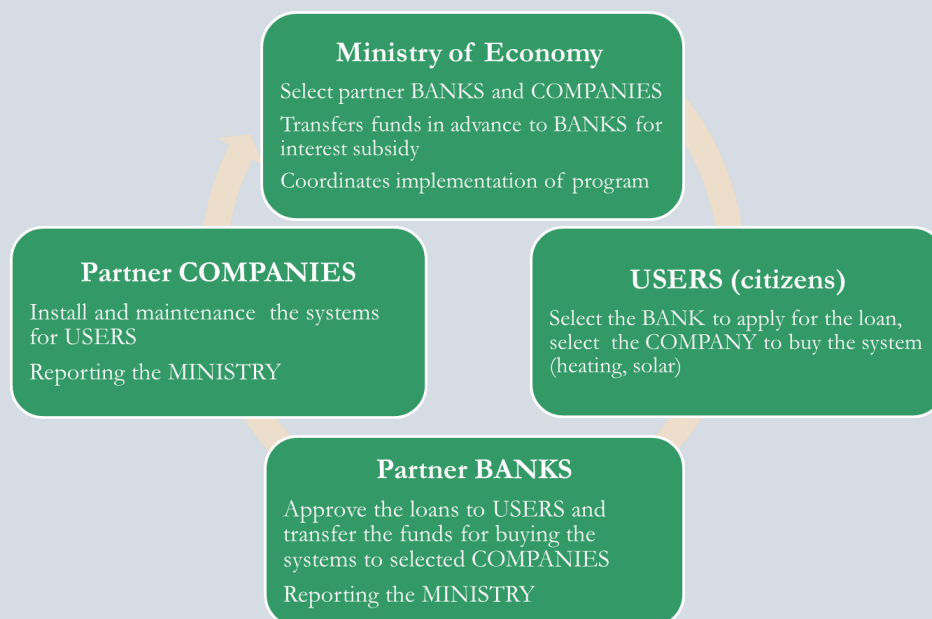 Ministry of Economy
Select partner BANKS and COMPANIES
Transfers funds in advance to BANKS for
interest subsidy
Coordinates implementation of program
Partner COMPANIES
Install and maintenance the systems
for USERS
Reporting the MINISTRY
USERS (citizens)
Select the BANK to apply for the loan,
select the COMPANY to buy the system
(heating, solar)
Partner BANKS
Approve the loans to USERS and
transfer the funds for buying the
systems to selected COMPANIES
Reporting the MINISTRY